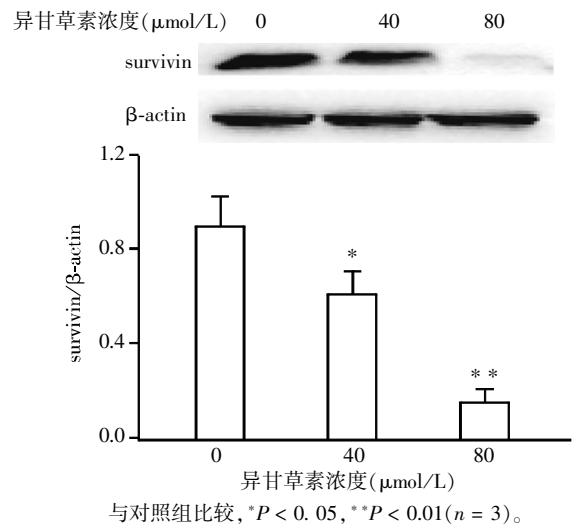 异甘草素浓度(μmol/L) 0 40 80
survivin
β-actin
1.2
0.8
0.4
0.0
survivin/β-actin
*
**
0 40 80
异甘草素浓度(μmol/L)
与对照组比较,*P < 0. 05,**P < 0.01(n = 3)。